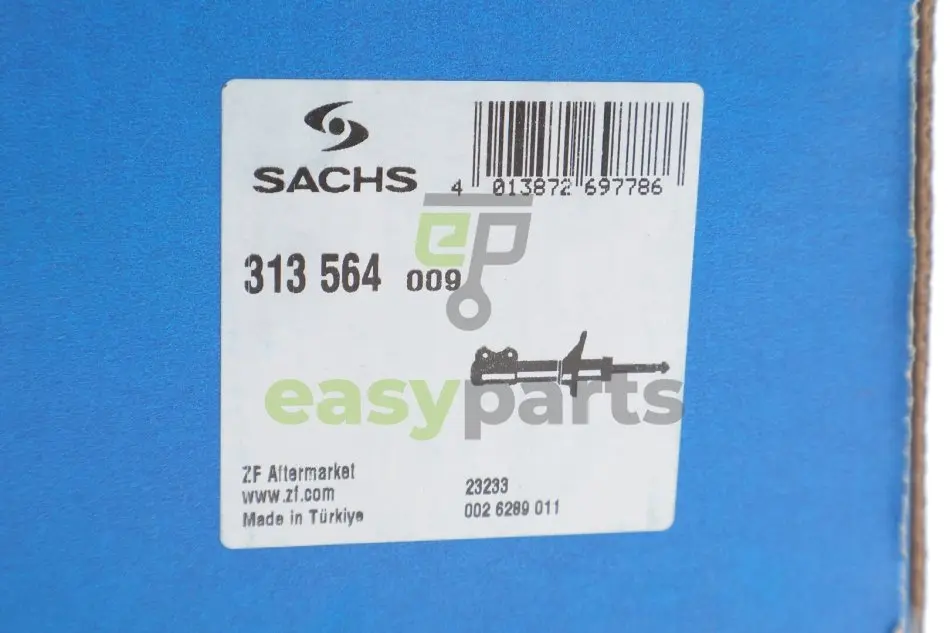 SACHS
4 013872 697786
ep
313 564 009
easyparts
ZF Aftermarket
www.zf.com
Made in Türkiye
23233
002 6289 011